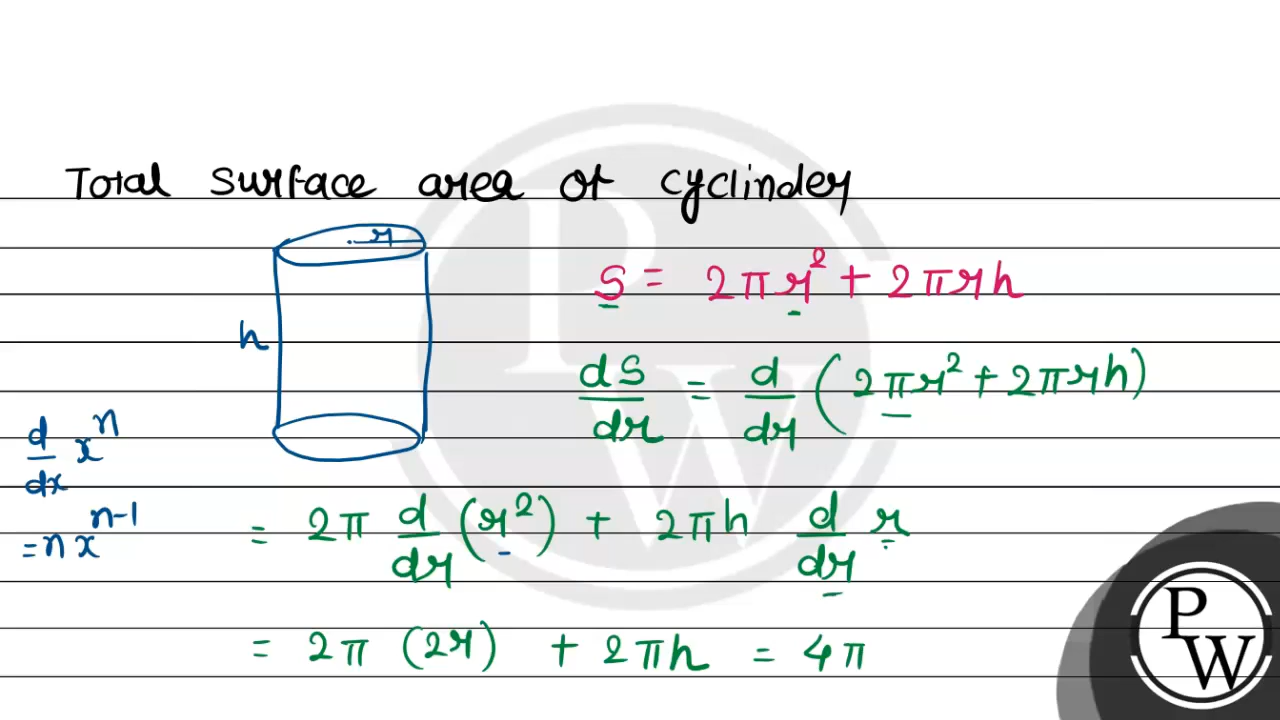 Total surface area of cylinder
r
h
S = 2πr² + 2πrh
dS/dr = d/dr (2πr² + 2πrh)
d/dx xⁿ
= n xⁿ⁻¹
= 2π d/dr (r²) + 2πh d/dr r
= 2π (2r) + 2πh = 4π
P
W
PW